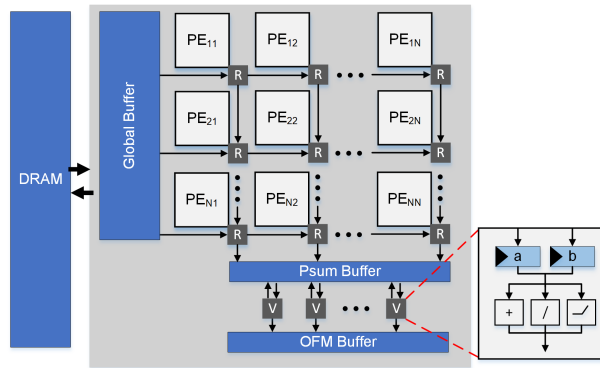 PE11 PE12 PE1N
R R R
Global Buffer
PE21 PE22 PE2N
R R R
DRAM
PEN1 PEN2 PENN
R R R
Psum Buffer
a b
V V V
+ /
OFM Buffer